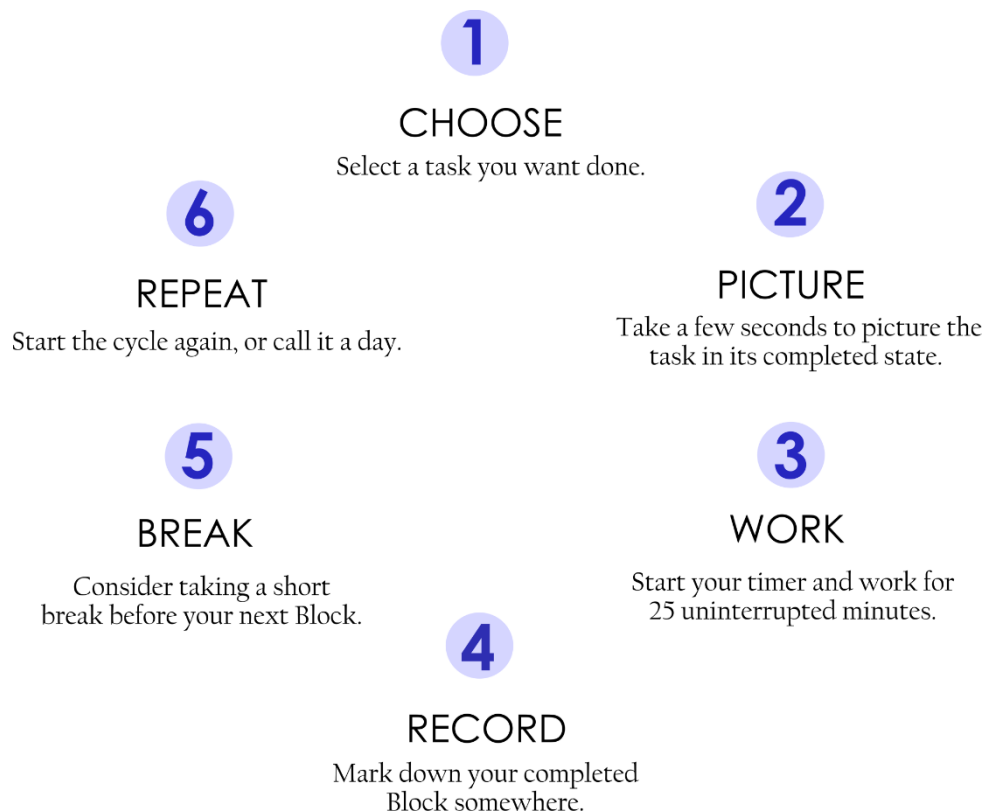 1
CHOOSE
Select a task you want done.
2
PICTURE
Take a few seconds to picture the
task in its completed state.
3
WORK
Start your timer and work for
25 uninterrupted minutes.
4
RECORD
Mark down your completed
Block somewhere.
5
BREAK
Consider taking a short
break before your next Block.
6
REPEAT
Start the cycle again, or call it a day.